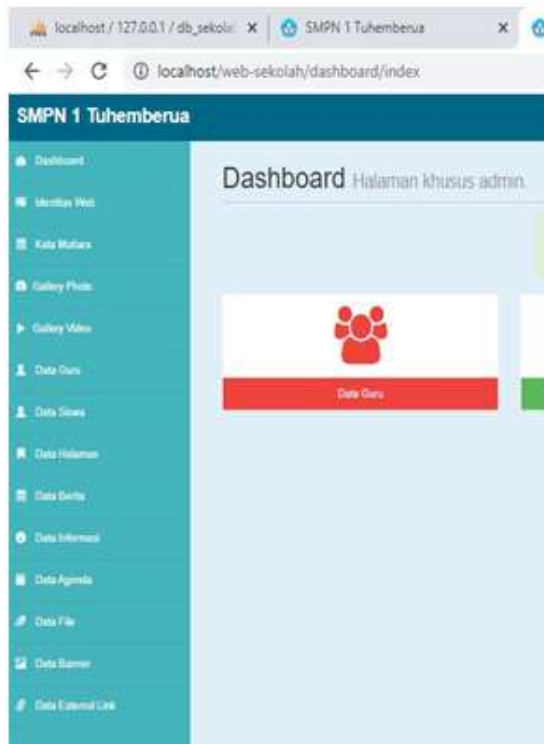 localhost / 127.0.0.1 / db_sekola
SMPN 1 Tuhemberua
localhost/web-sekolah/dashboard/index
SMPN 1 Tuhemberua
Dashboard
Identitas Web
Kata Mutiara
Gallery Photo
Gallery Video
Data Guru
Data Siswa
Data Halaman
Data Berita
Data Informasi
Data Agenda
Data File
Data Banner
Data External Link
Dashboard Halaman khusus admin
Data Guru